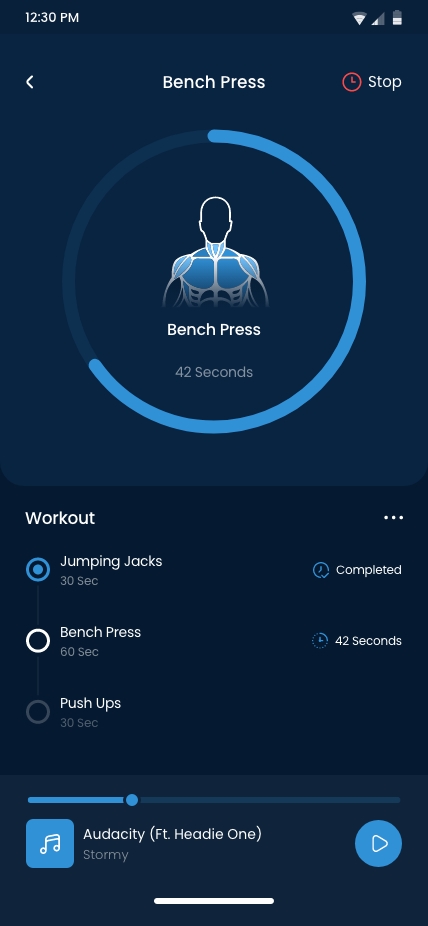 12:30 PM
Bench Press
Stop
Bench Press
42 Seconds
Workout
Jumping Jacks
30 Sec
Completed
Bench Press
60 Sec
42 Seconds
Push Ups
30 Sec
Audacity (Ft. Headie One)
Stormy